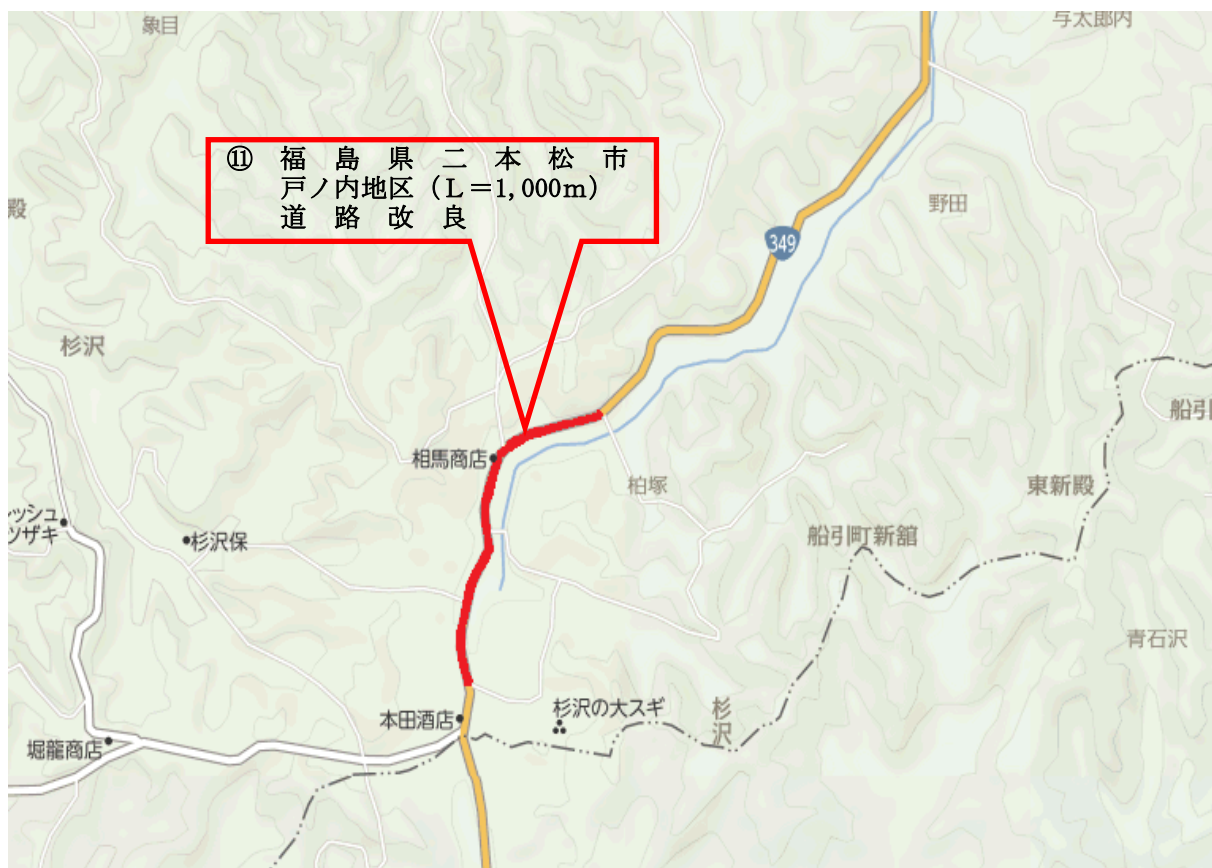 象目
与太郎内
⑪ 福島県二本松市
戸ノ内地区（L＝1,000m）
道路改良
殿
野田
349
杉沢
船引
相馬商店
柏塚
東新殿
レッシュ
ツザキ
杉沢保
船引町新舘
青石沢
杉沢の大スギ
杉沢
本田酒店
堀龍商店